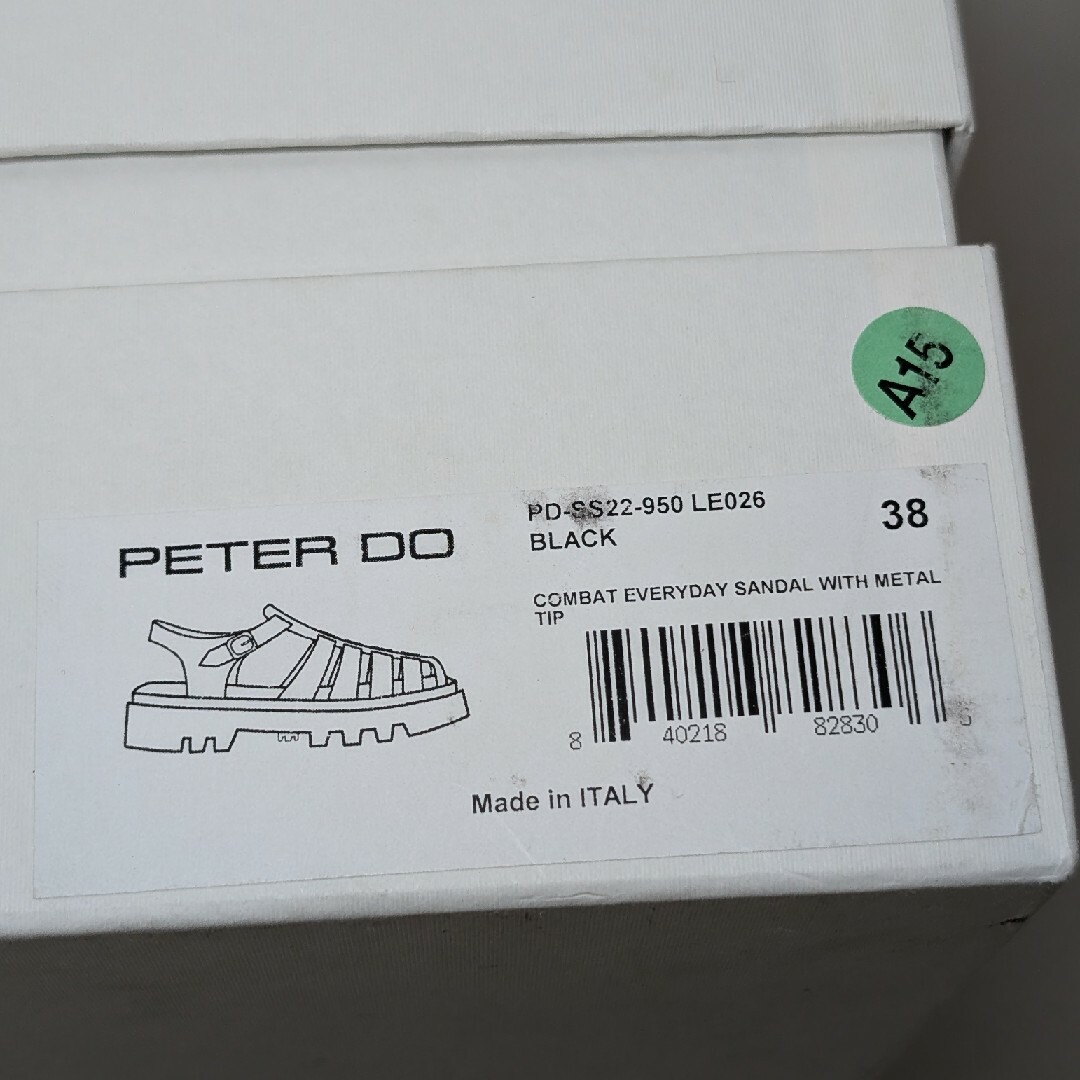 A15
PETER DO
PD-SS22-950 LE026
BLACK
38
COMBAT EVERYDAY SANDAL WITH METAL
TIP
8 40218 82830
Made in ITALY